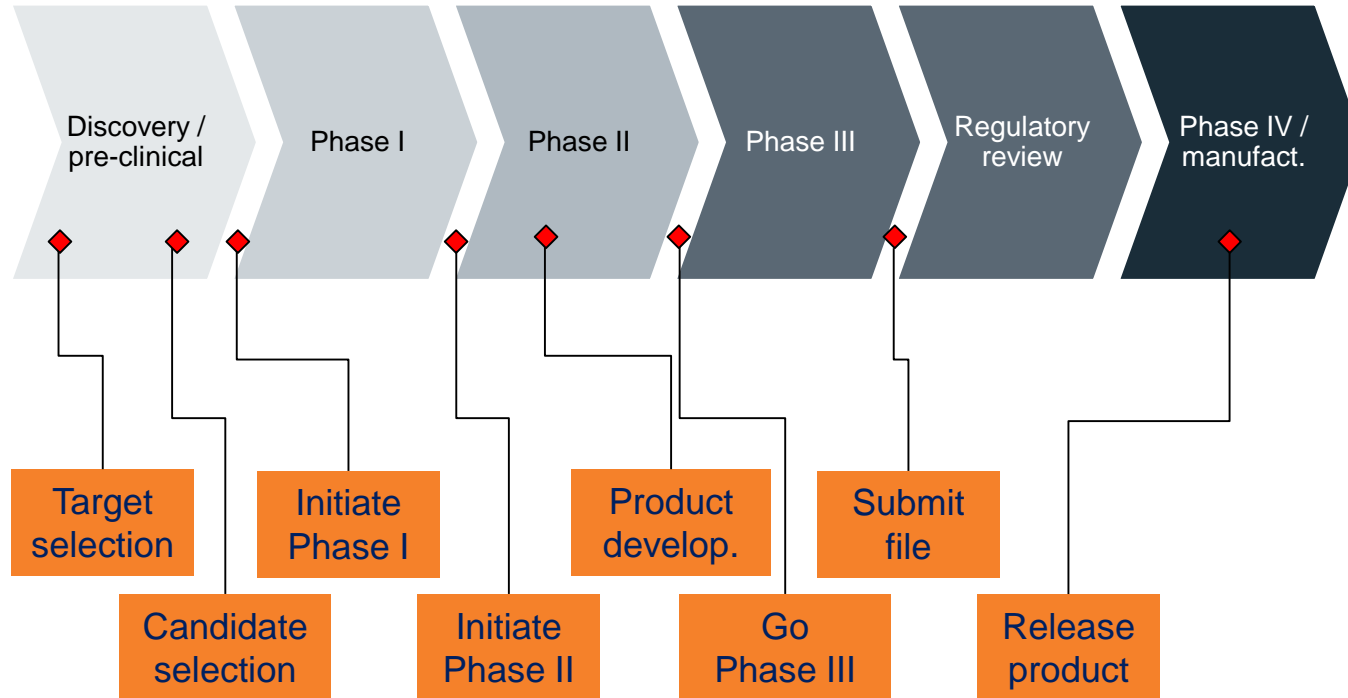 Discovery /
pre-clinical
Phase I
Phase II
Phase III
Regulatory
review
Phase IV /
manufact.
Target
selection
Initiate
Phase I
Product
develop.
Submit
file
Candidate
selection
Initiate
Phase II
Go
Phase III
Release
product